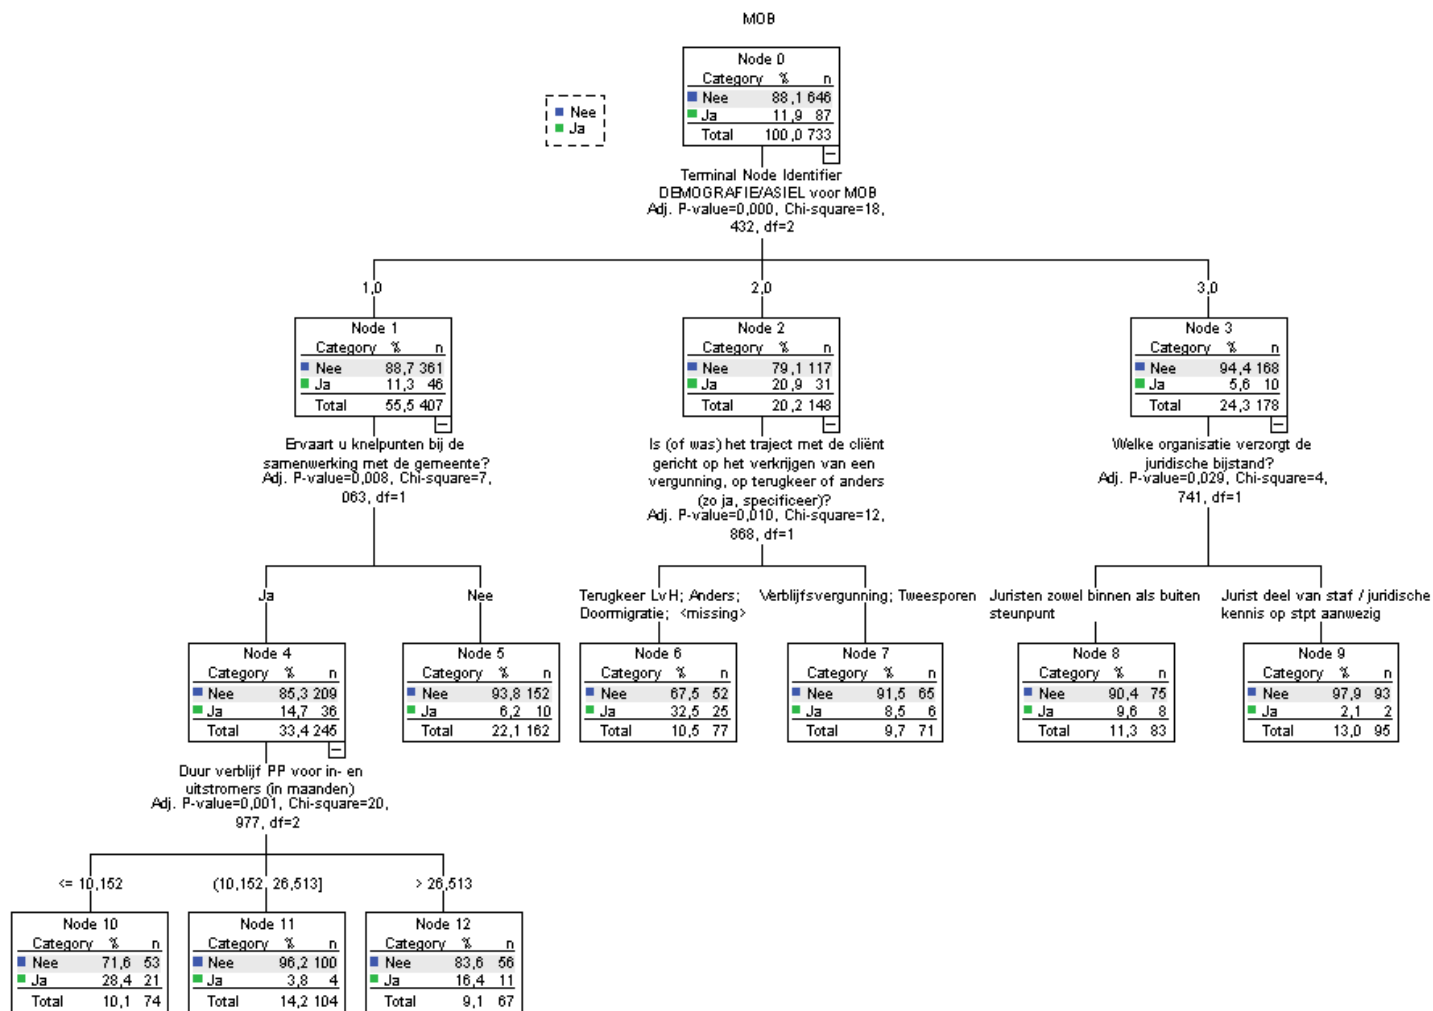 MOB
Nee
Ja
Node 0
Category % n
Nee 88,1 646
Ja 11,9 87
Total 100,0 733
Terminal Node Identifier
DEMOGRAFIE/ASIEL voor MOB
Adj. P-value=0,000, Chi-square=18,
432, df=2
1,0
2,0
3,0
Node 1
Category % n
Nee 88,7 361
Ja 11,3 46
Total 55,5 407
Node 2
Category % n
Nee 79,1 117
Ja 20,9 31
Total 20,2 148
Node 3
Category % n
Nee 94,4 168
Ja 5,6 10
Total 24,3 178
Ervaart u knelpunten bij de
samenwerking met de gemeente?
Adj. P-value=0,008, Chi-square=7,
063, df=1
Is (of was) het traject met de cliënt
gericht op het verkrijgen van een
vergunning, op terugkeer of anders
(zo ja, specificeer)?
Adj. P-value=0,010, Chi-square=12,
868, df=1
Welke organisatie verzorgt de
juridische bijstand?
Adj. P-value=0,029, Chi-square=4,
741, df=1
Ja
Nee
Terugkeer LvH; Anders;
Doormigratie; <missing>
Verblijfsvergunning; Tweesporen
Juristen zowel binnen als buiten
steunpunt
Jurist deel van staf / juridische
kennis op stpt aanwezig
Node 4
Category % n
Nee 85,3 209
Ja 14,7 36
Total 33,4 245
Node 5
Category % n
Nee 93,8 152
Ja 6,2 10
Total 22,1 162
Node 6
Category % n
Nee 67,5 52
Ja 32,5 25
Total 10,5 77
Node 7
Category % n
Nee 91,5 65
Ja 8,5 6
Total 9,7 71
Node 8
Category % n
Nee 90,4 75
Ja 9,6 8
Total 11,3 83
Node 9
Category % n
Nee 97,9 93
Ja 2,1 2
Total 13,0 95
Duur verblijf PP voor in- en
uitstromers (in maanden)
Adj. P-value=0,001, Chi-square=20,
977, df=2
<= 10,152
(10,152, 26,513]
> 26,513
Node 10
Category % n
Nee 71,6 53
Ja 28,4 21
Total 10,1 74
Node 11
Category % n
Nee 96,2 100
Ja 3,8 4
Total 14,2 104
Node 12
Category % n
Nee 83,6 56
Ja 16,4 11
Total 9,1 67